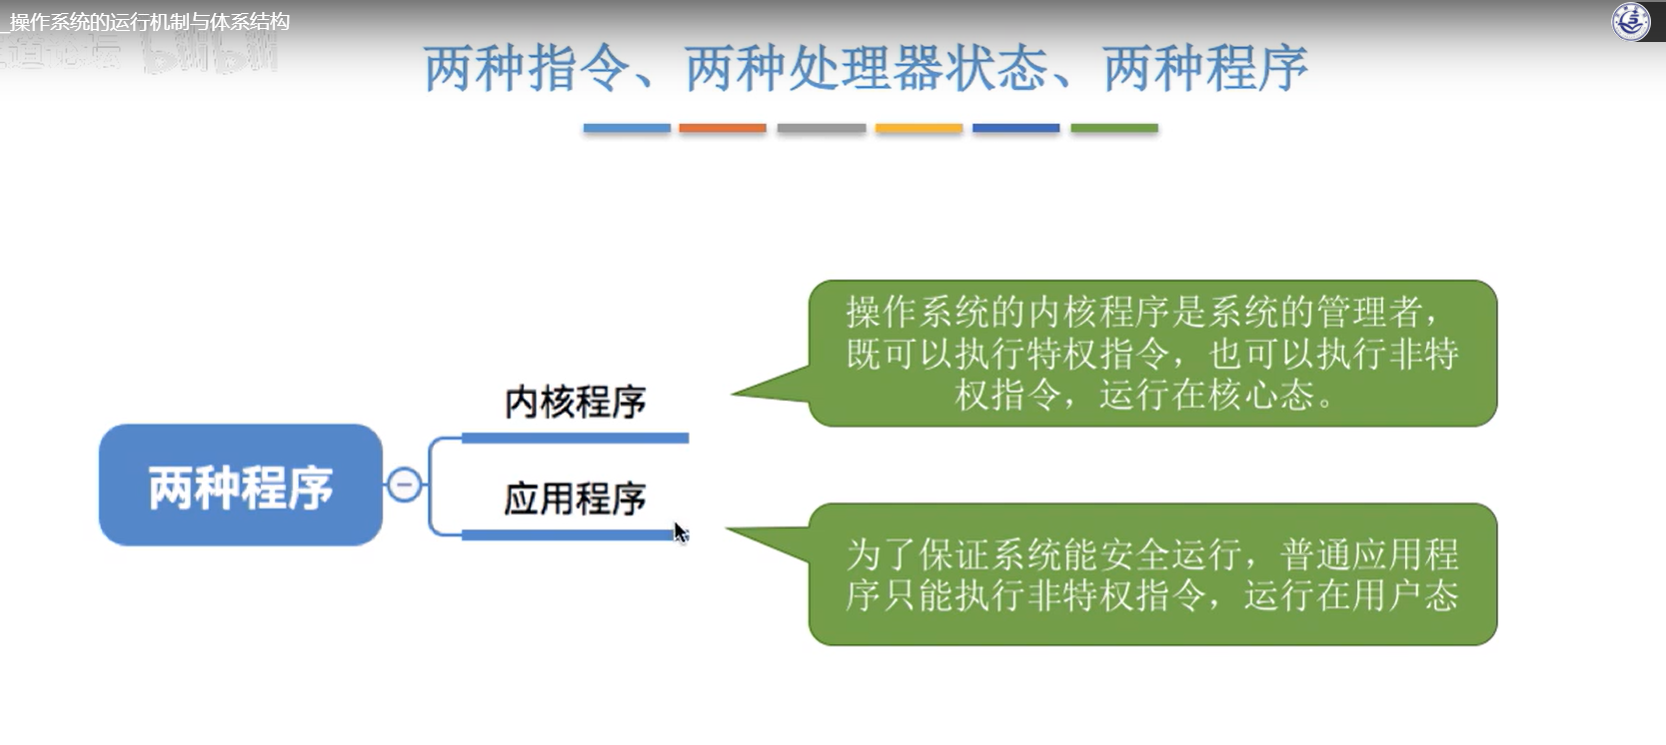 _操作系统的运行机制与体系结构
道论坛 bilibili
两种指令、两种处理器状态、两种程序
操作系统的内核程序是系统的管理者，
既可以执行特权指令，也可以执行非特
权指令，运行在核心态。
内核程序
两种程序
应用程序
为了保证系统能安全运行，普通应用程
序只能执行非特权指令，运行在用户态